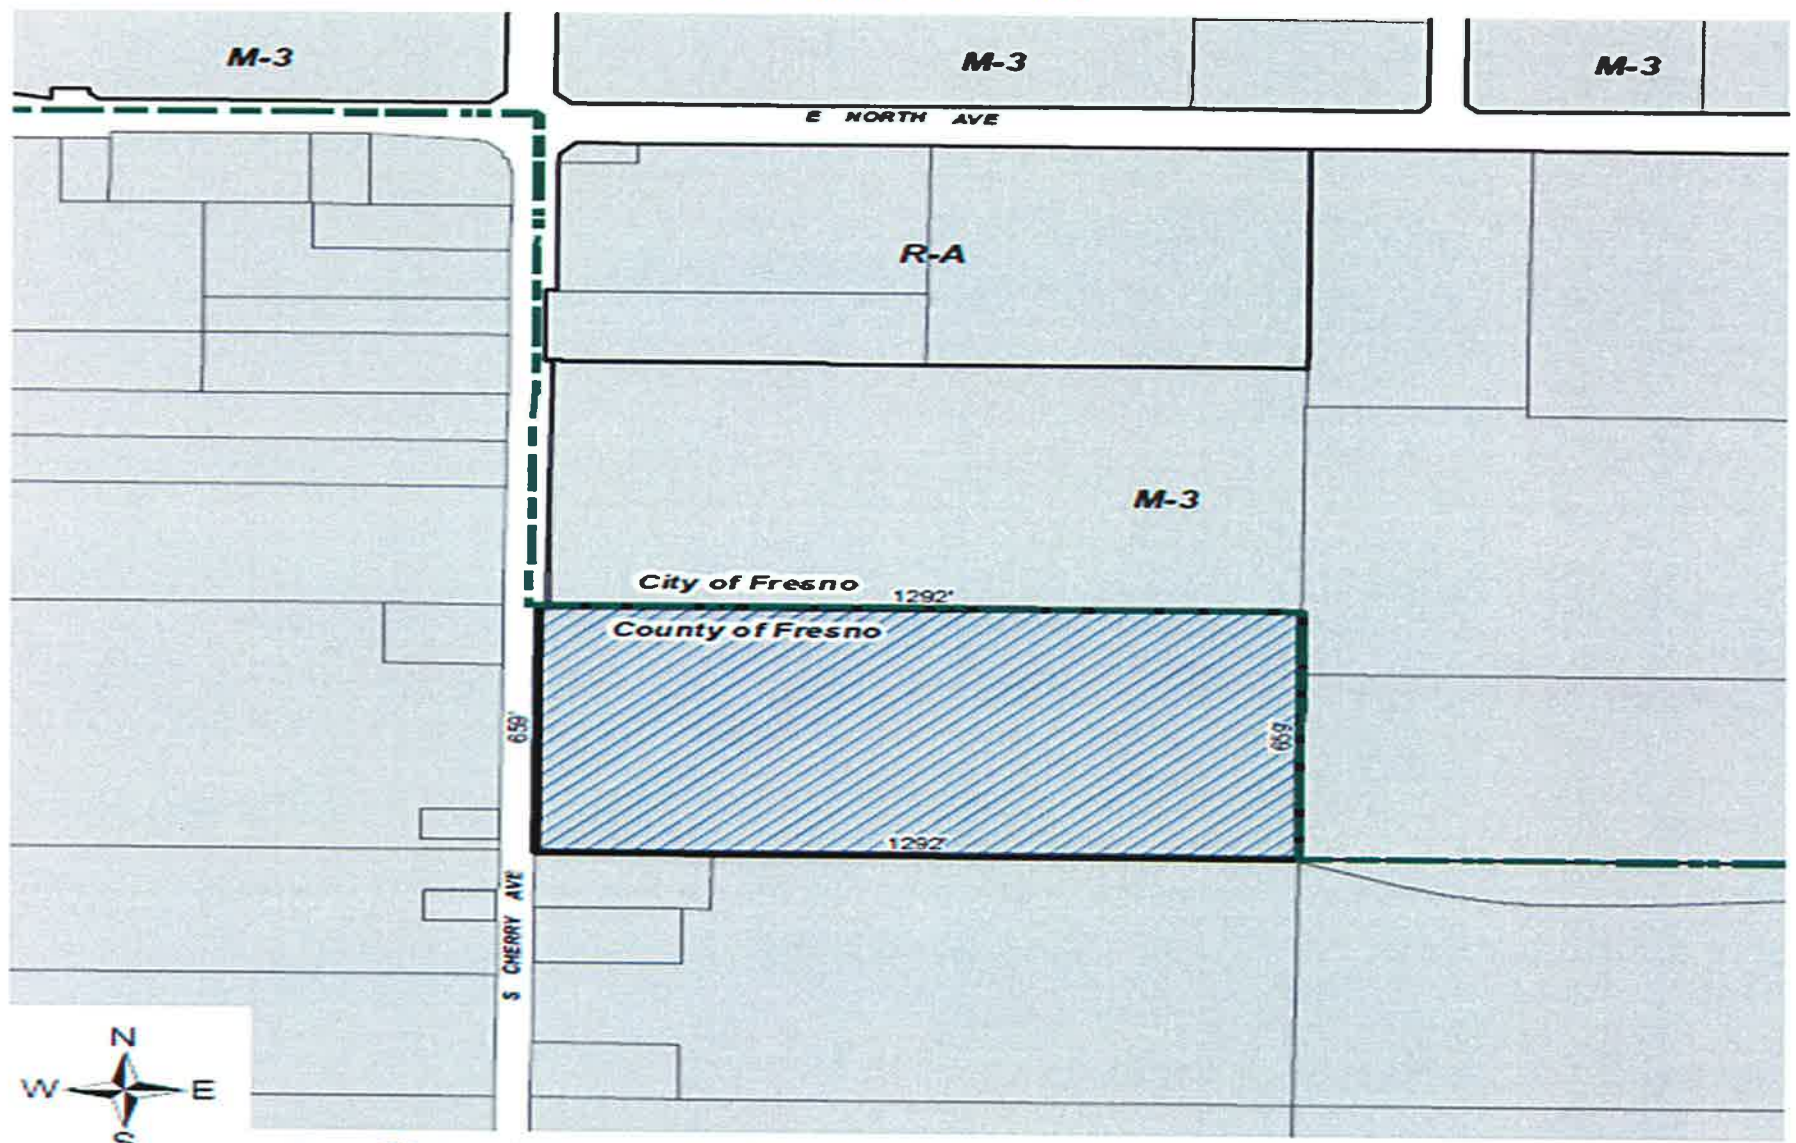 M-3
M-3
M-3
E NORTH AVE
R-A
M-3
City of Fresno
1292'
County of Fresno
659'
659'
1292'
S CHERRY AVE
N
W
E
S